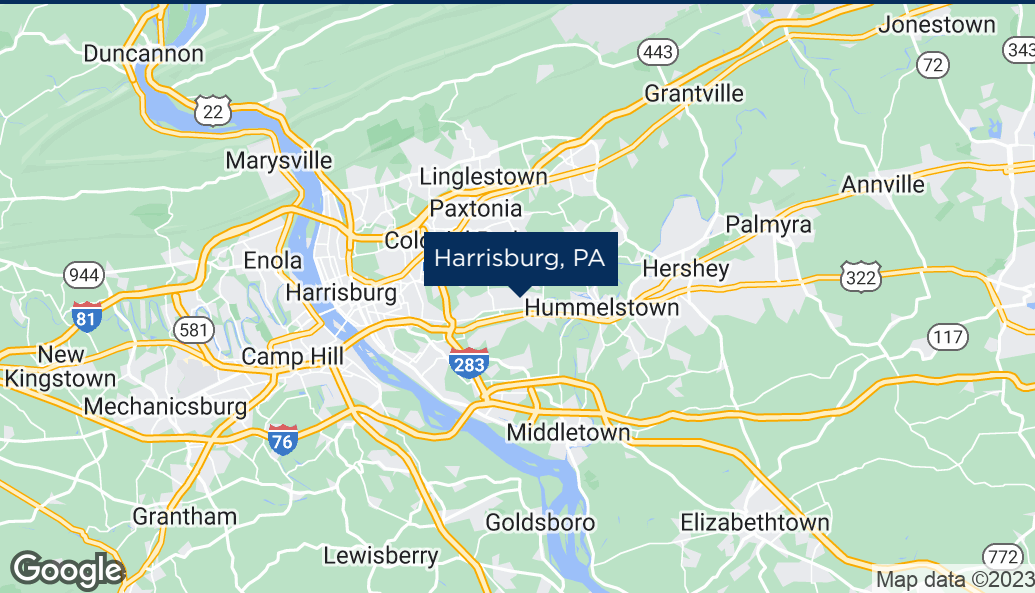 Jonestown
343
Duncannon
443
72
Grantville
22
Marysville
Linglestown
Annville
Paxtonia
Palmyra
Harrisburg, PA
Enola
Hershey
944
322
Harrisburg
Hummelstown
81
581
117
New
Kingstown
Camp Hill
283
Mechanicsburg
76
Middletown
Grantham
Goldsboro
Elizabethtown
Lewisberry
772
Google
Map data ©2023